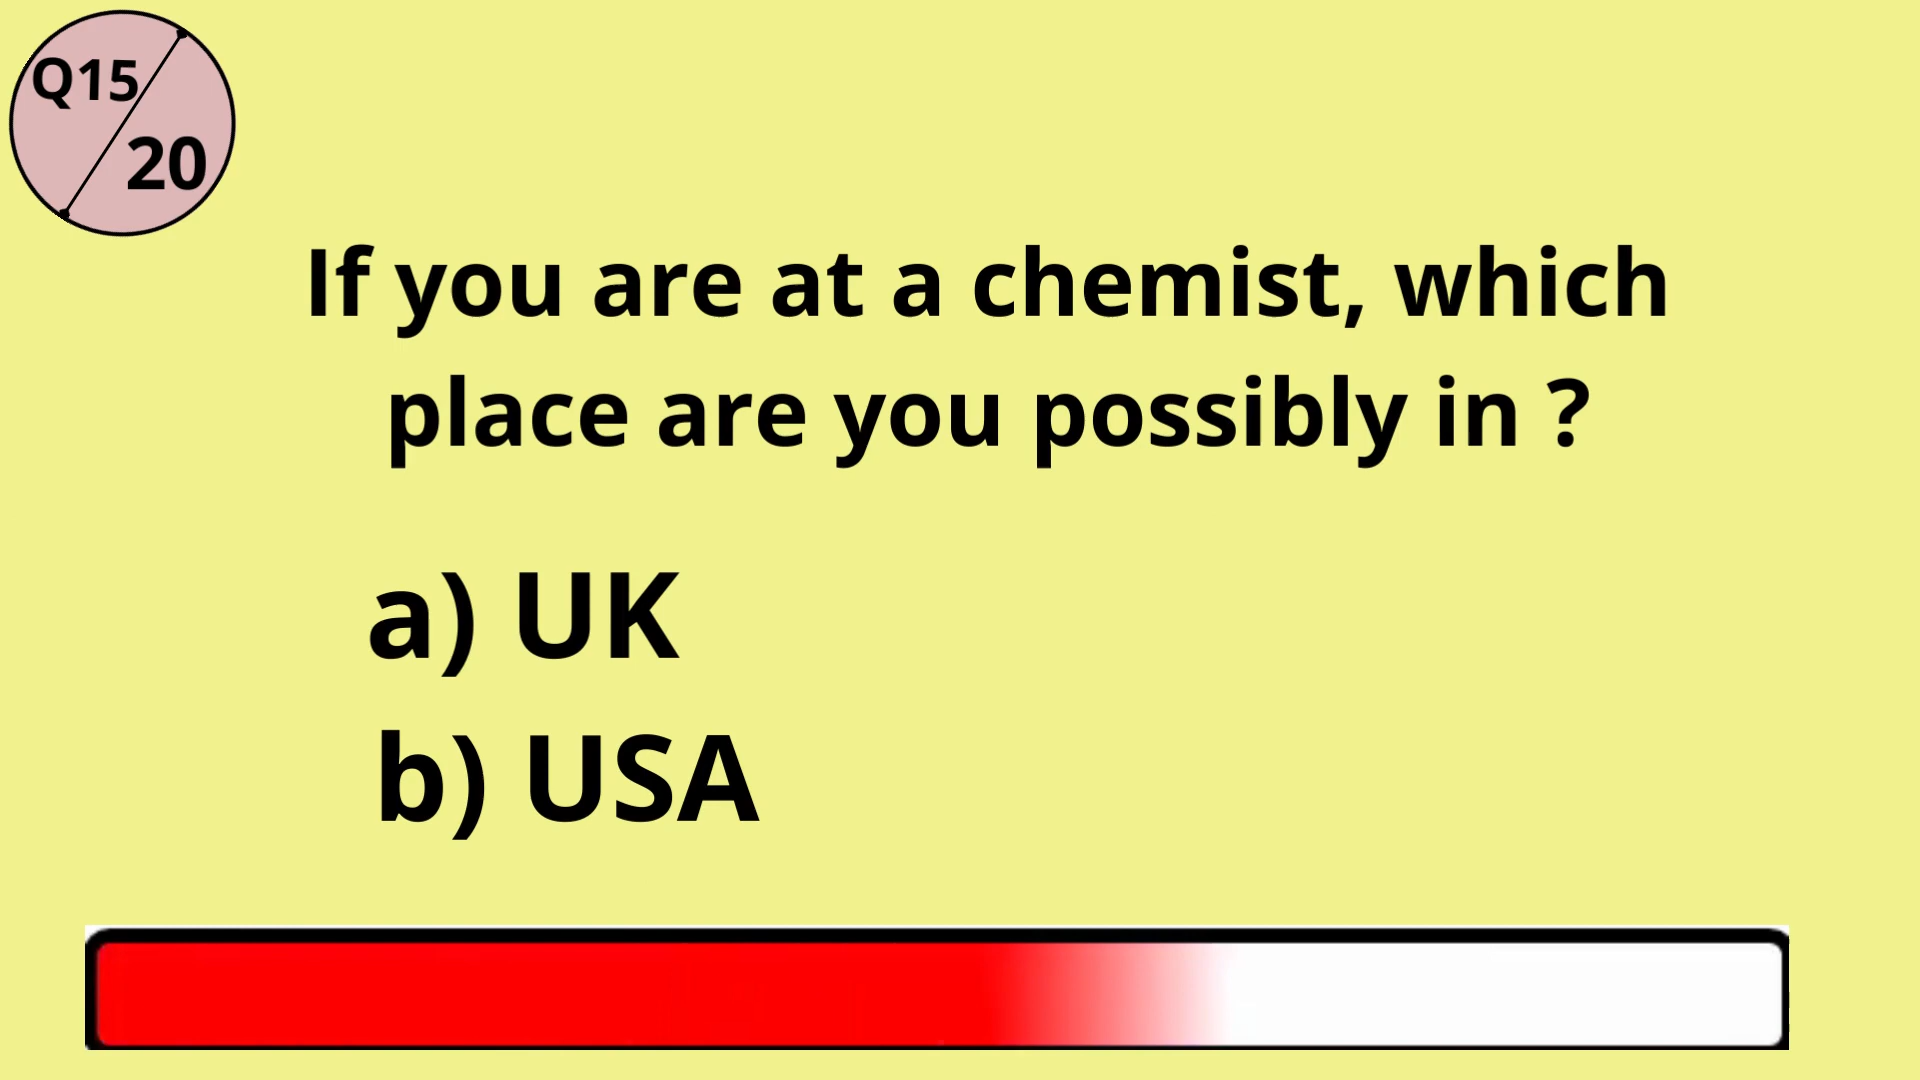 Q15
20
If you are at a chemist, which
place are you possibly in ?
a) UK
b) USA